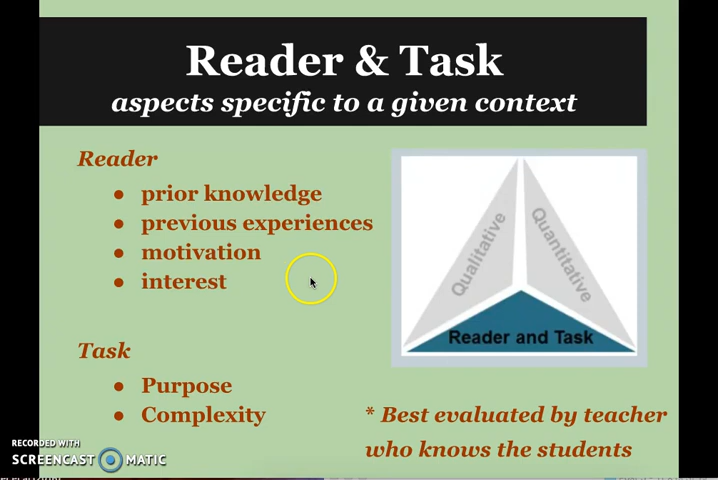 Reader & Task
aspects specific to a given context
Reader
● prior knowledge
● previous experiences
● motivation
● interest
Task
● Purpose
● Complexity
Qualitative
Quantitative
Reader and Task
* Best evaluated by teacher
who knows the students
RECORDED WITH
SCREENCAST MATIC